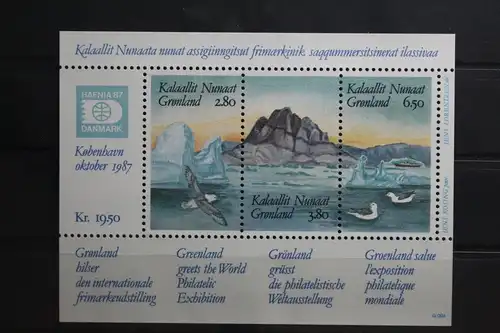 Kalaallit Nunaata nunat assigiinngitsut frimærkinik saqqummersitsinerat ilassivaa
HAFNIA 87
DANMARK
København
oktober 1987
Kr. 19.50
Kalaallit Nunaat
Grønland
2.80
Kalaallit Nunaat
Grønland
6.50
Kalaallit Nunaat
Grønland
3.80
Grønland
hilser
den internationale
frimærkeudstilling
Greenland
greets the World
Philatelic
Exhibition
Grönland
grüsst
die philatelistische
Weltausstellung
Groenland salue
l'exposition
philatelique
mondiale